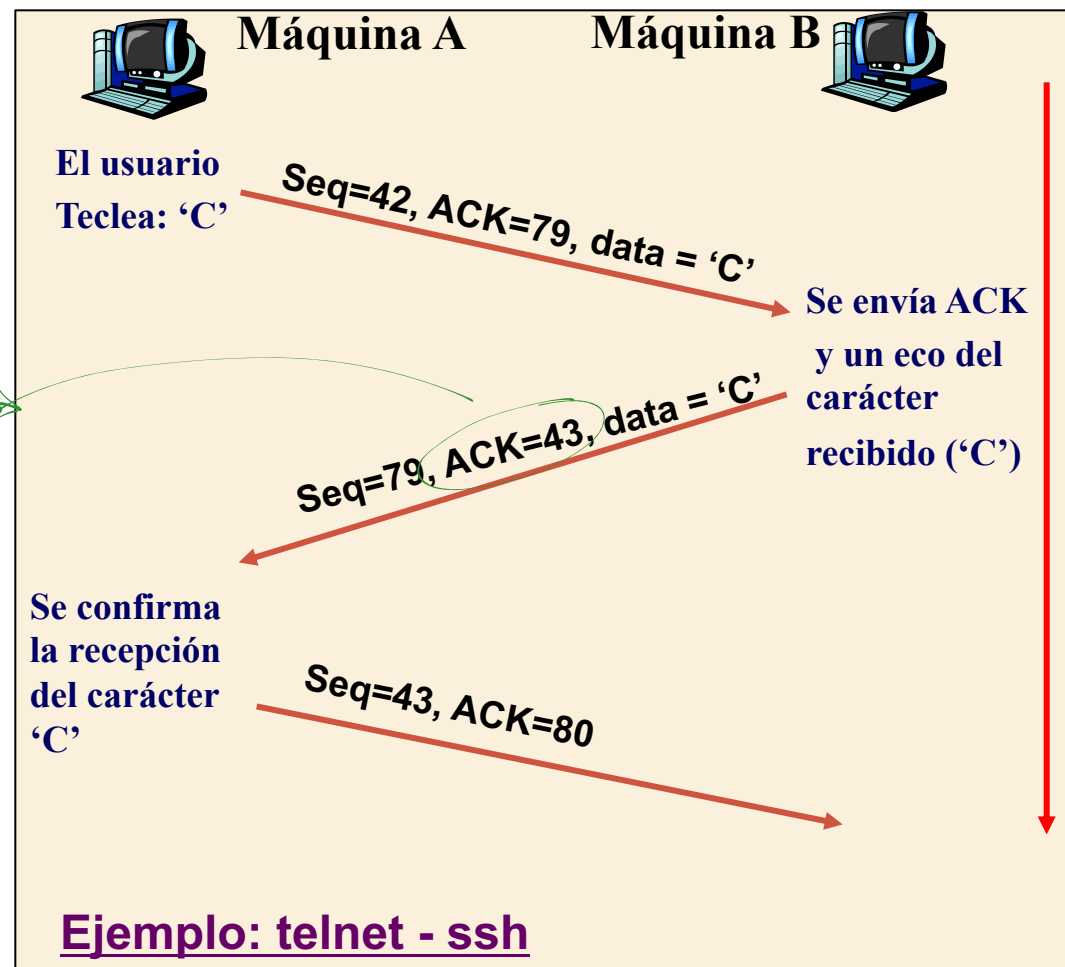 Máquina A
Máquina B
El usuario
Teclea: ‘C’
Seq=42, ACK=79, data = ‘C’
Se envía ACK
y un eco del
carácter
recibido (‘C’)
Seq=79, ACK=43, data = ‘C’
Se confirma
la recepción
del carácter
‘C’
Seq=43, ACK=80
Ejemplo: telnet - ssh